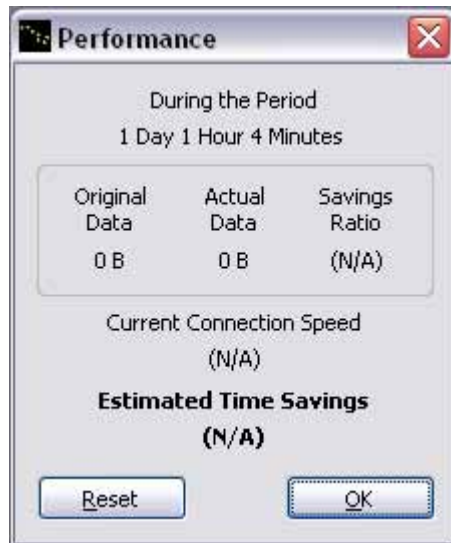 Performance
During the Period
1 Day 1 Hour 4 Minutes
Original Actual Savings
Data Data Ratio
0 B 0 B (N/A)
Current Connection Speed
(N/A)
Estimated Time Savings
(N/A)
Reset OK